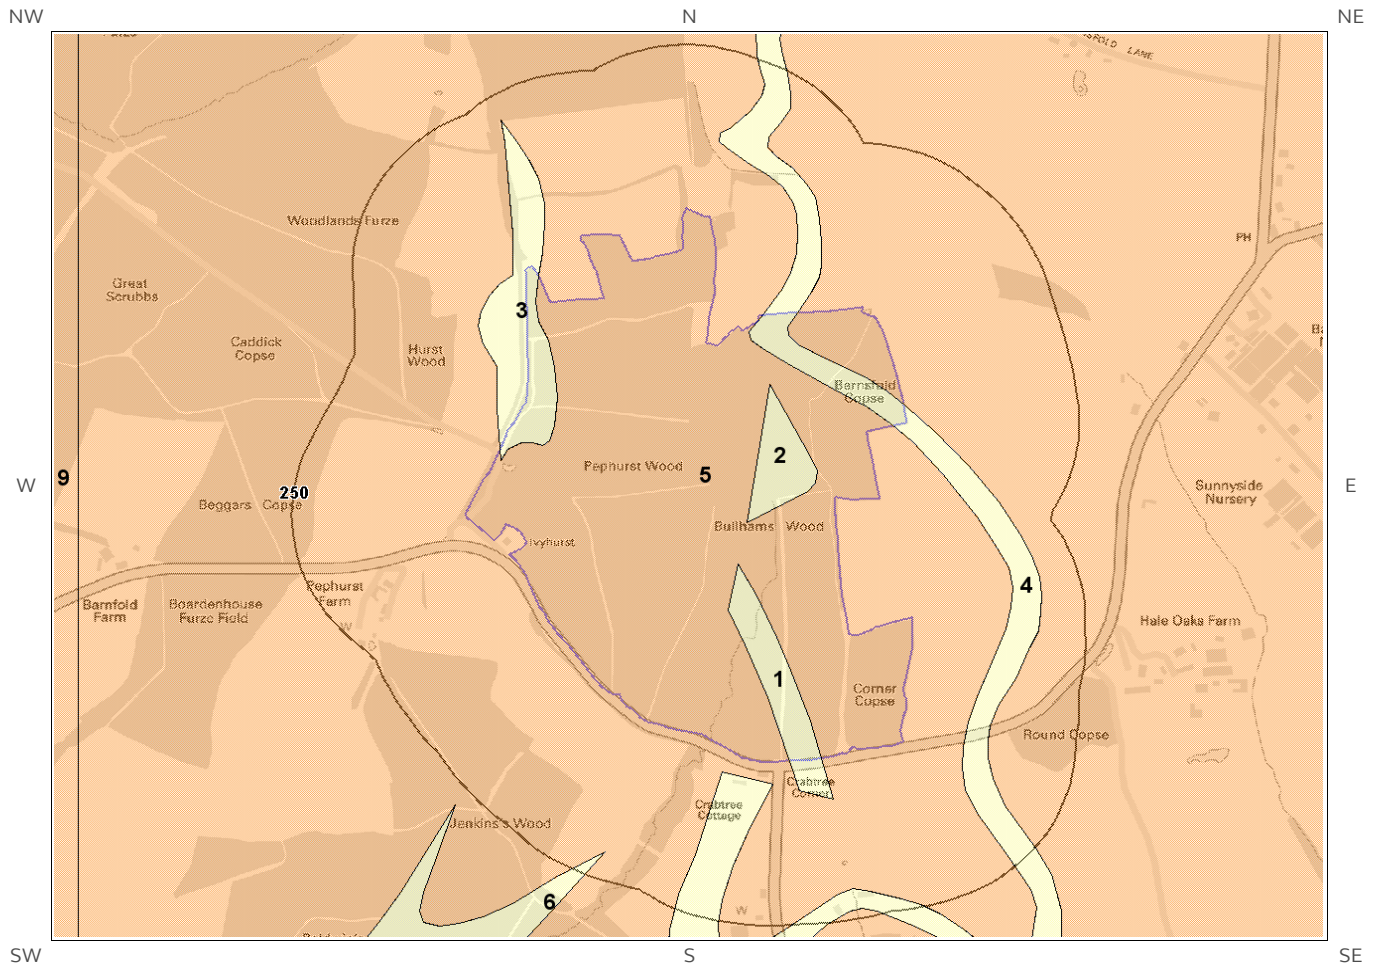 NW
N
NE
LANE
Woodlands Furze
PH
Great
Scrubbs
3
Caddick
Copse
Hurst
Wood
Barnsfold
Copse
2
Pephurst Wood
5
9
W
E
250
Beggars Copse
Sunnyside
Nursery
Bullhams Wood
Ivyhurst
4
Pephurst
Farm
Barnfold
Farm
Boardenhouse
Furze Field
W
Hale Oaks Farm
1
Corner
Copse
Round Copse
Crabtree
Corner
Crabtree
Cottage
Jenkins's Wood
6
W
SW
S
SE